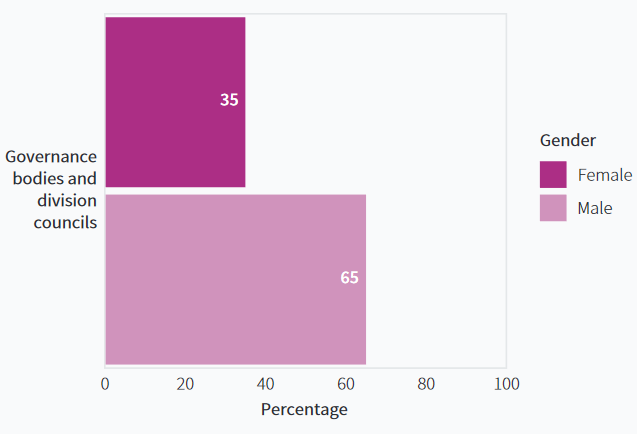 35
Governance
bodies and
division
councils
65
0 20 40 60 80 100
Percentage
Gender
Female
Male